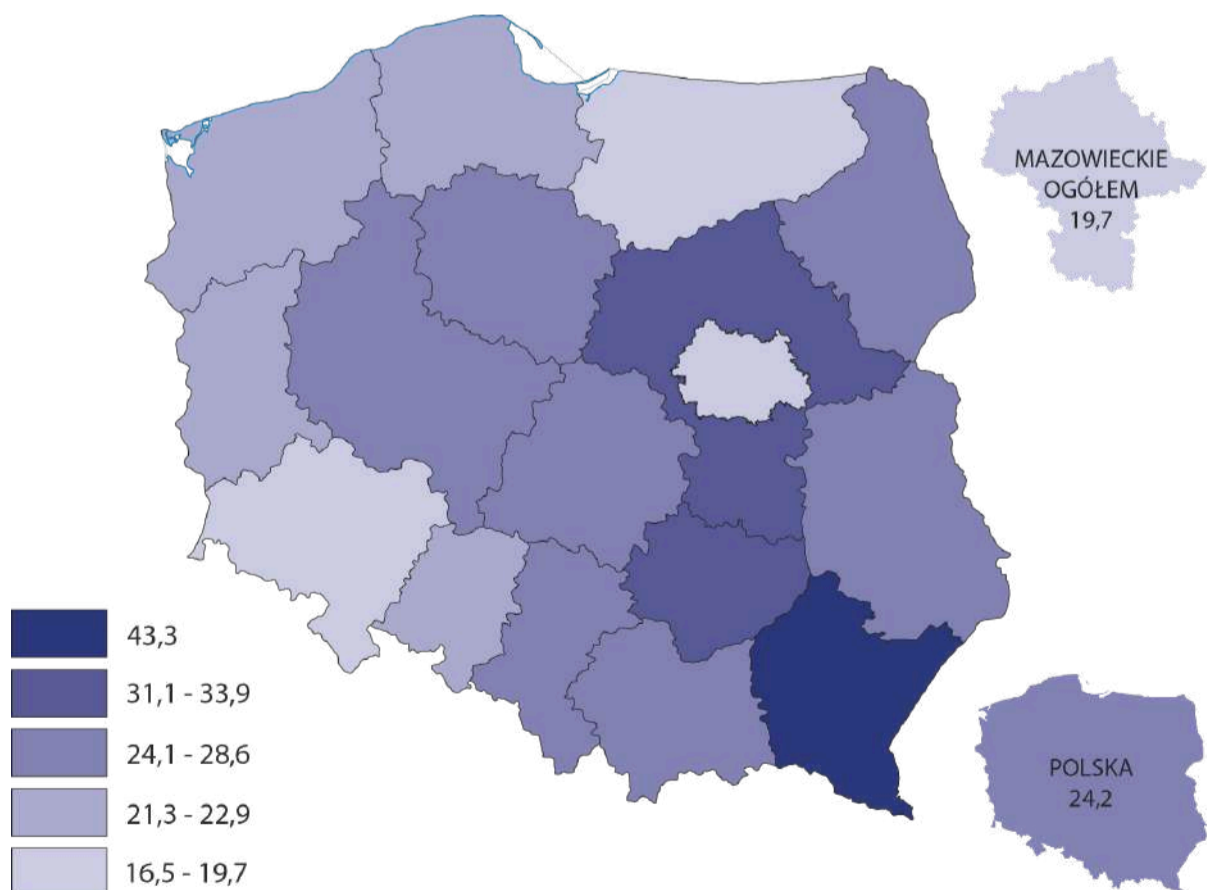 MAZOWIECKIE
OGÓŁEM
19,7
43,3
31,1 - 33,9
24,1 - 28,6
21,3 - 22,9
16,5 - 19,7
POLSKA
24,2